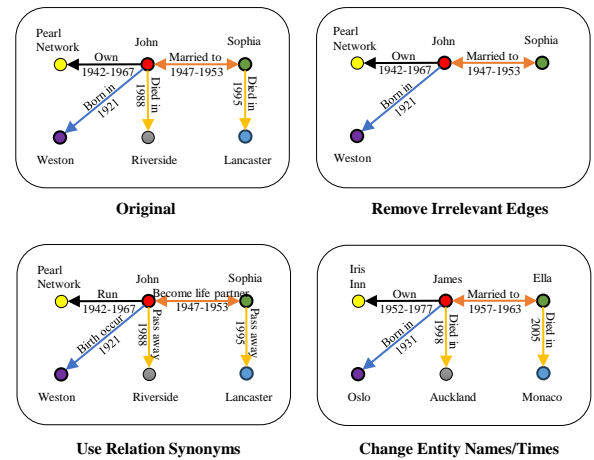 Pearl
Network
John
Sophia
Own
1942-1967
Married to
1947-1953
Born in
1921
Died in
1988
Died in
1995
Weston
Riverside
Lancaster
Original
Pearl
Network
John
Sophia
Own
1942-1967
Married to
1947-1953
Born in
1921
Weston
Remove Irrelevant Edges
Pearl
Network
John
Sophia
Run
1942-1967
Become life partner
1947-1953
Birth occur
1921
Pass away
1988
Pass away
1995
Weston
Riverside
Lancaster
Use Relation Synonyms
Iris
Inn
James
Ella
Own
1952-1977
Married to
1957-1963
Born in
1931
Died in
1998
Died in
2005
Oslo
Auckland
Monaco
Change Entity Names/Times